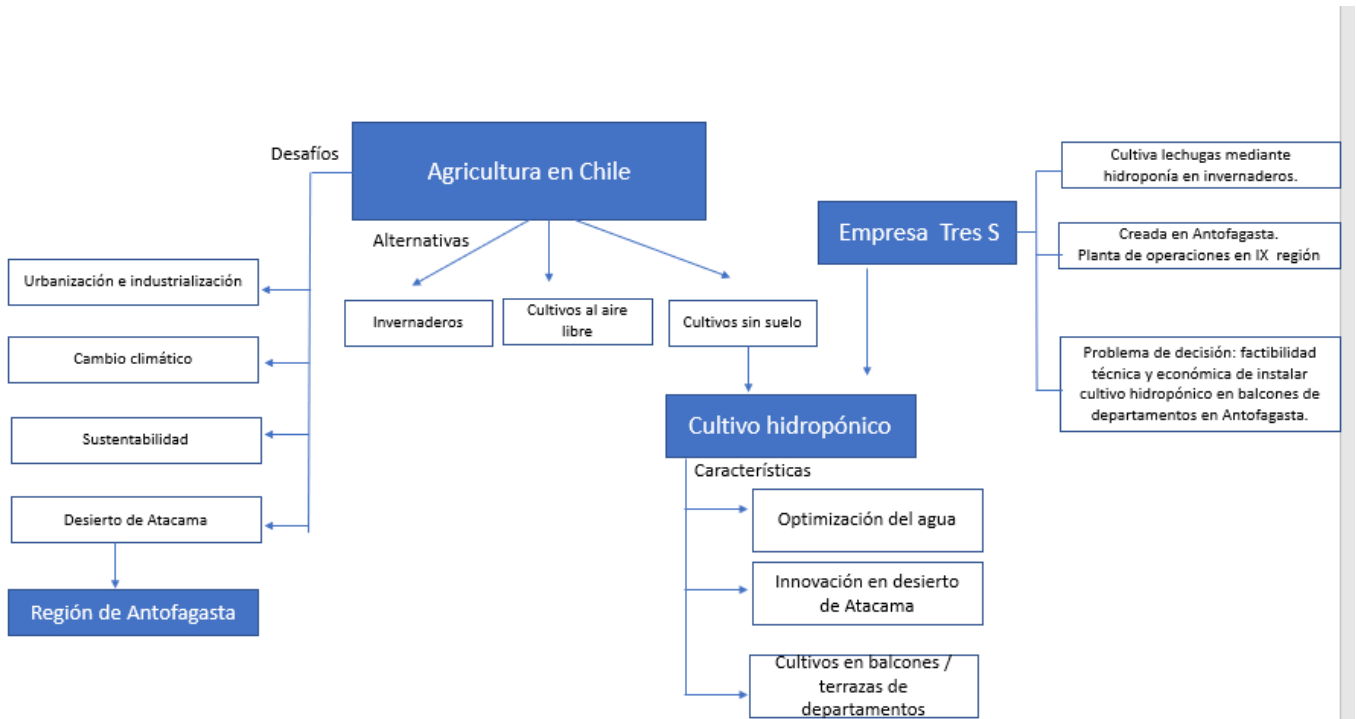 Desafíos
Agricultura en Chile
Alternativas
Urbanización e industrialización
Cambio climático
Sustentabilidad
Desierto de Atacama
Región de Antofagasta
Invernaderos
Cultivos al aire
libre
Cultivos sin suelo
Empresa Tres S
Cultiva lechugas mediante
hidroponía en invernaderos.
Creada en Antofagasta.
Planta de operaciones en IX región
Problema de decisión: factibilidad
técnica y económica de instalar
cultivo hidropónico en balcones de
departamentos en Antofagasta.
Cultivo hidropónico
Característícas
Optimización del agua
Innovación en desierto
de Atacama
Cultivos en balcones /
terrazas de
departamentos